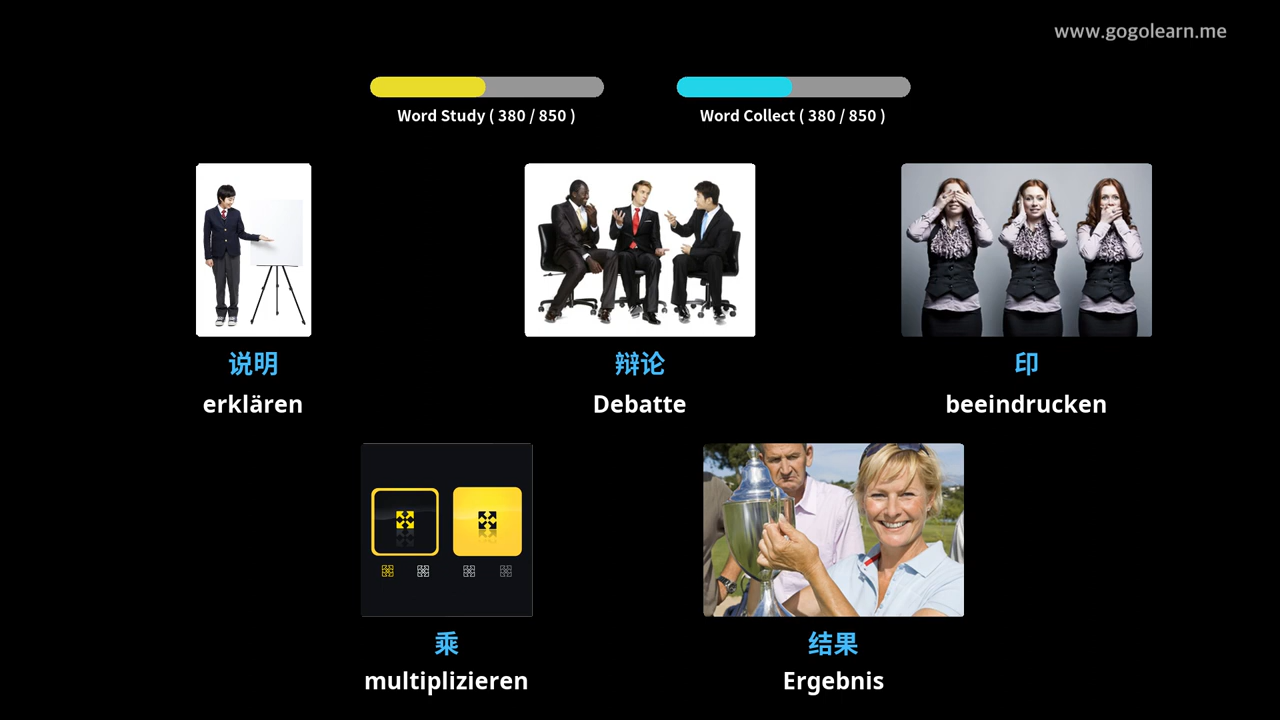 www.gogolearn.me
Word Study ( 380 / 850 )
Word Collect ( 380 / 850 )
说明
erklären
辩论
Debatte
印
beeindrucken
乘
multiplizieren
结果
Ergebnis